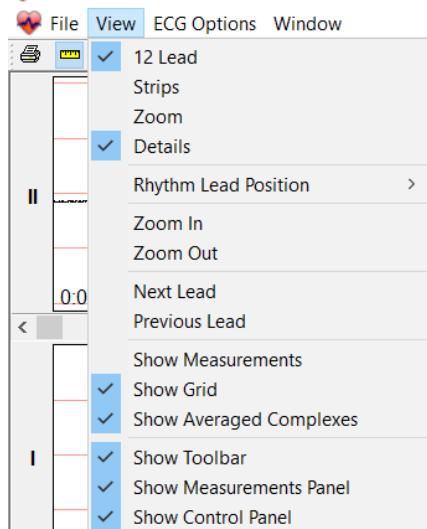 File View ECG Options Window
12 Lead
Strips
Zoom
Details
II
Rhythm Lead Position
Zoom In
Zoom Out
0:0
Next Lead
Previous Lead
Show Measurements
Show Grid
Show Averaged Complexes
I
Show Toolbar
Show Measurements Panel
Show Control Panel